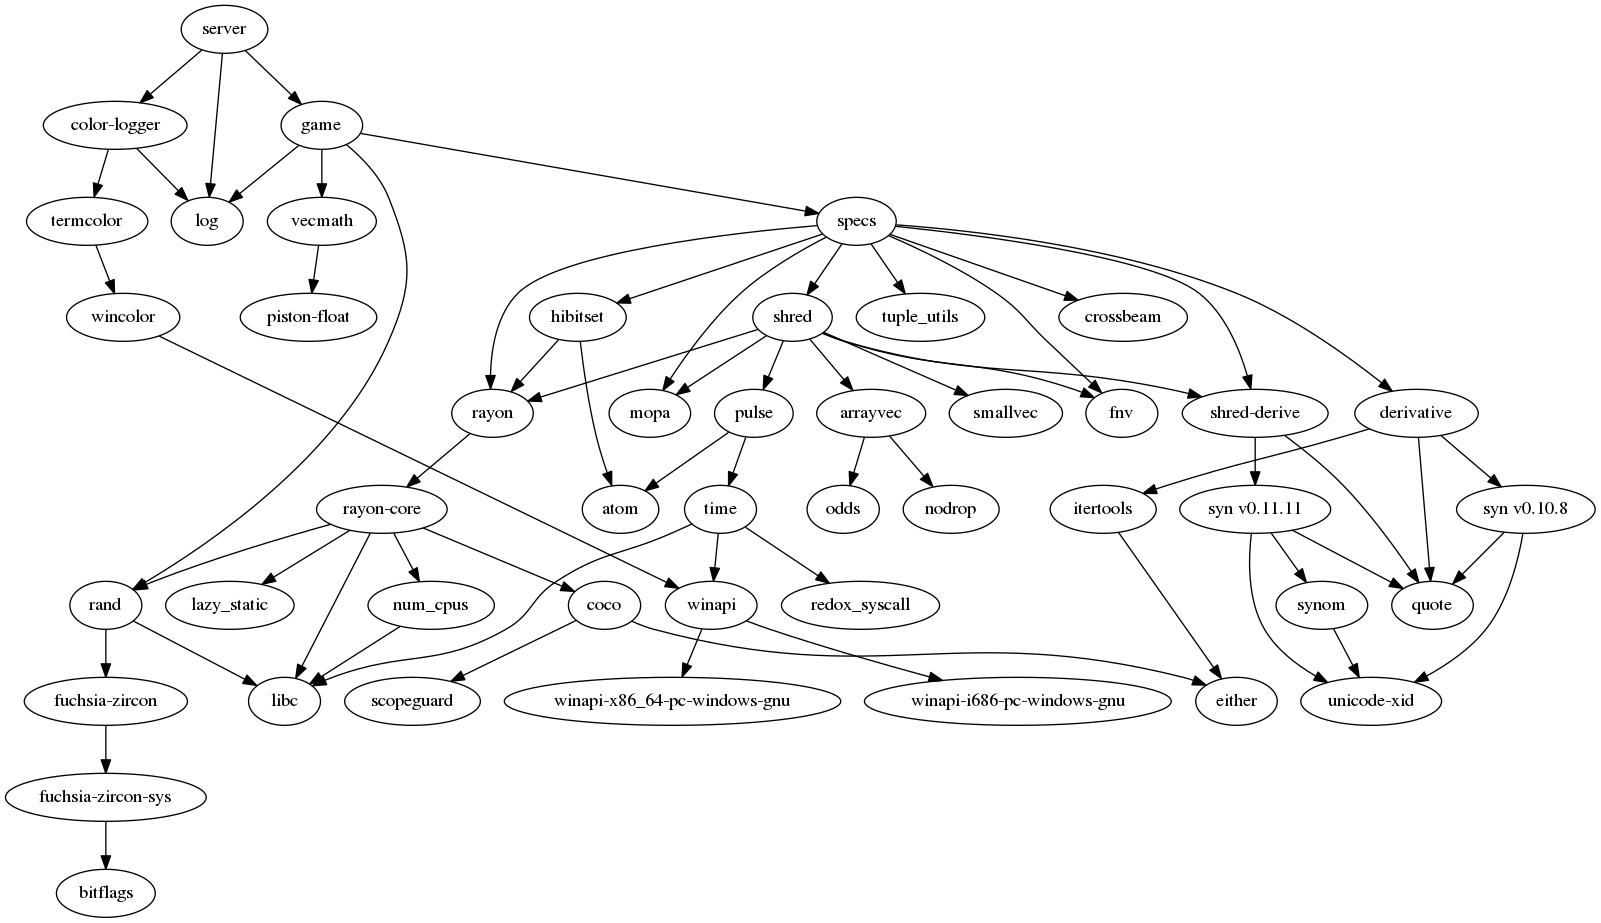 server
color-logger
game
termcolor
log
vecmath
specs
wincolor
piston-float
hibitset
shred
tuple_utils
crossbeam
rayon
mopa
pulse
arrayvec
smallvec
fnv
shred-derive
derivative
rayon-core
atom
time
odds
nodrop
itertools
syn v0.11.11
syn v0.10.8
rand
lazy_static
num_cpus
coco
winapi
redox_syscall
synom
quote
fuchsia-zircon
libc
scopeguard
winapi-x86_64-pc-windows-gnu
winapi-i686-pc-windows-gnu
either
unicode-xid
fuchsia-zircon-sys
bitflags